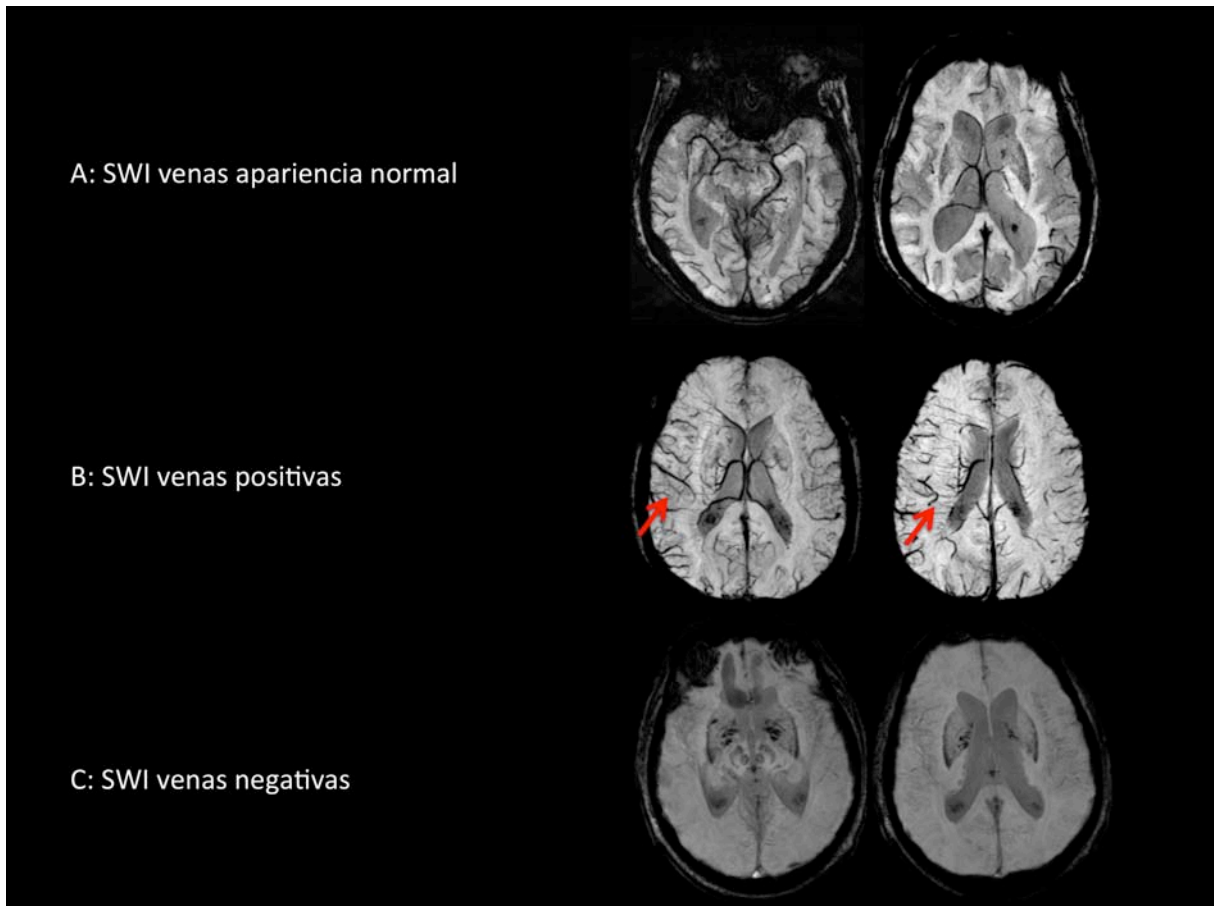 A: SWI venas apariencia normal
B: SWI venas positivas
C: SWI venas negativas